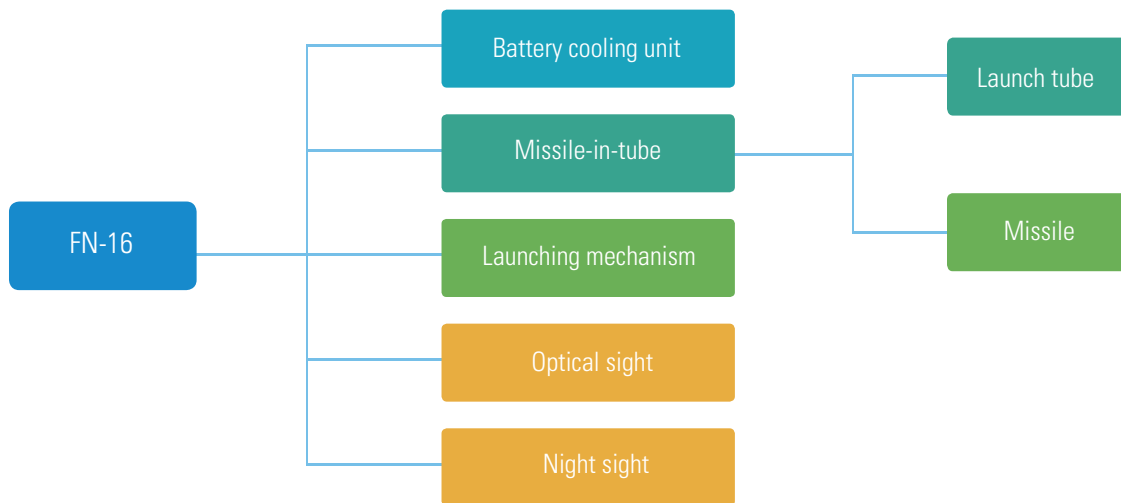 FN-16
Battery cooling unit
Missile-in-tube
Launching mechanism
Optical sight
Night sight
Launch tube
Missile